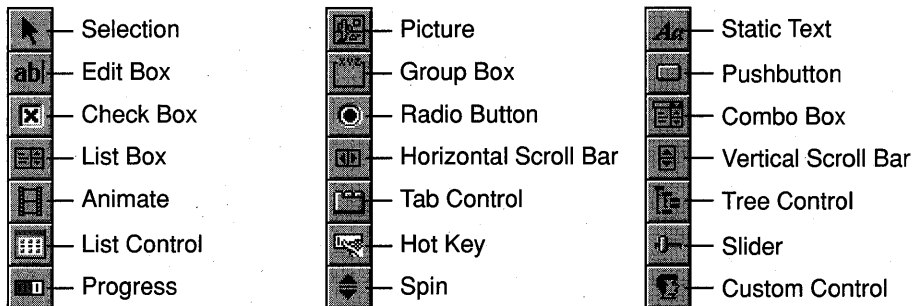 Selection
Picture
Aa
Static Text
ab
Edit Box
XYZ
Group Box
Pushbutton
Check Box
Radio Button
Combo Box
List Box
Horizontal Scroll Bar
Vertical Scroll Bar
Animate
Tab Control
Tree Control
List Control
Hot Key
Slider
Progress
Spin
Custom Control